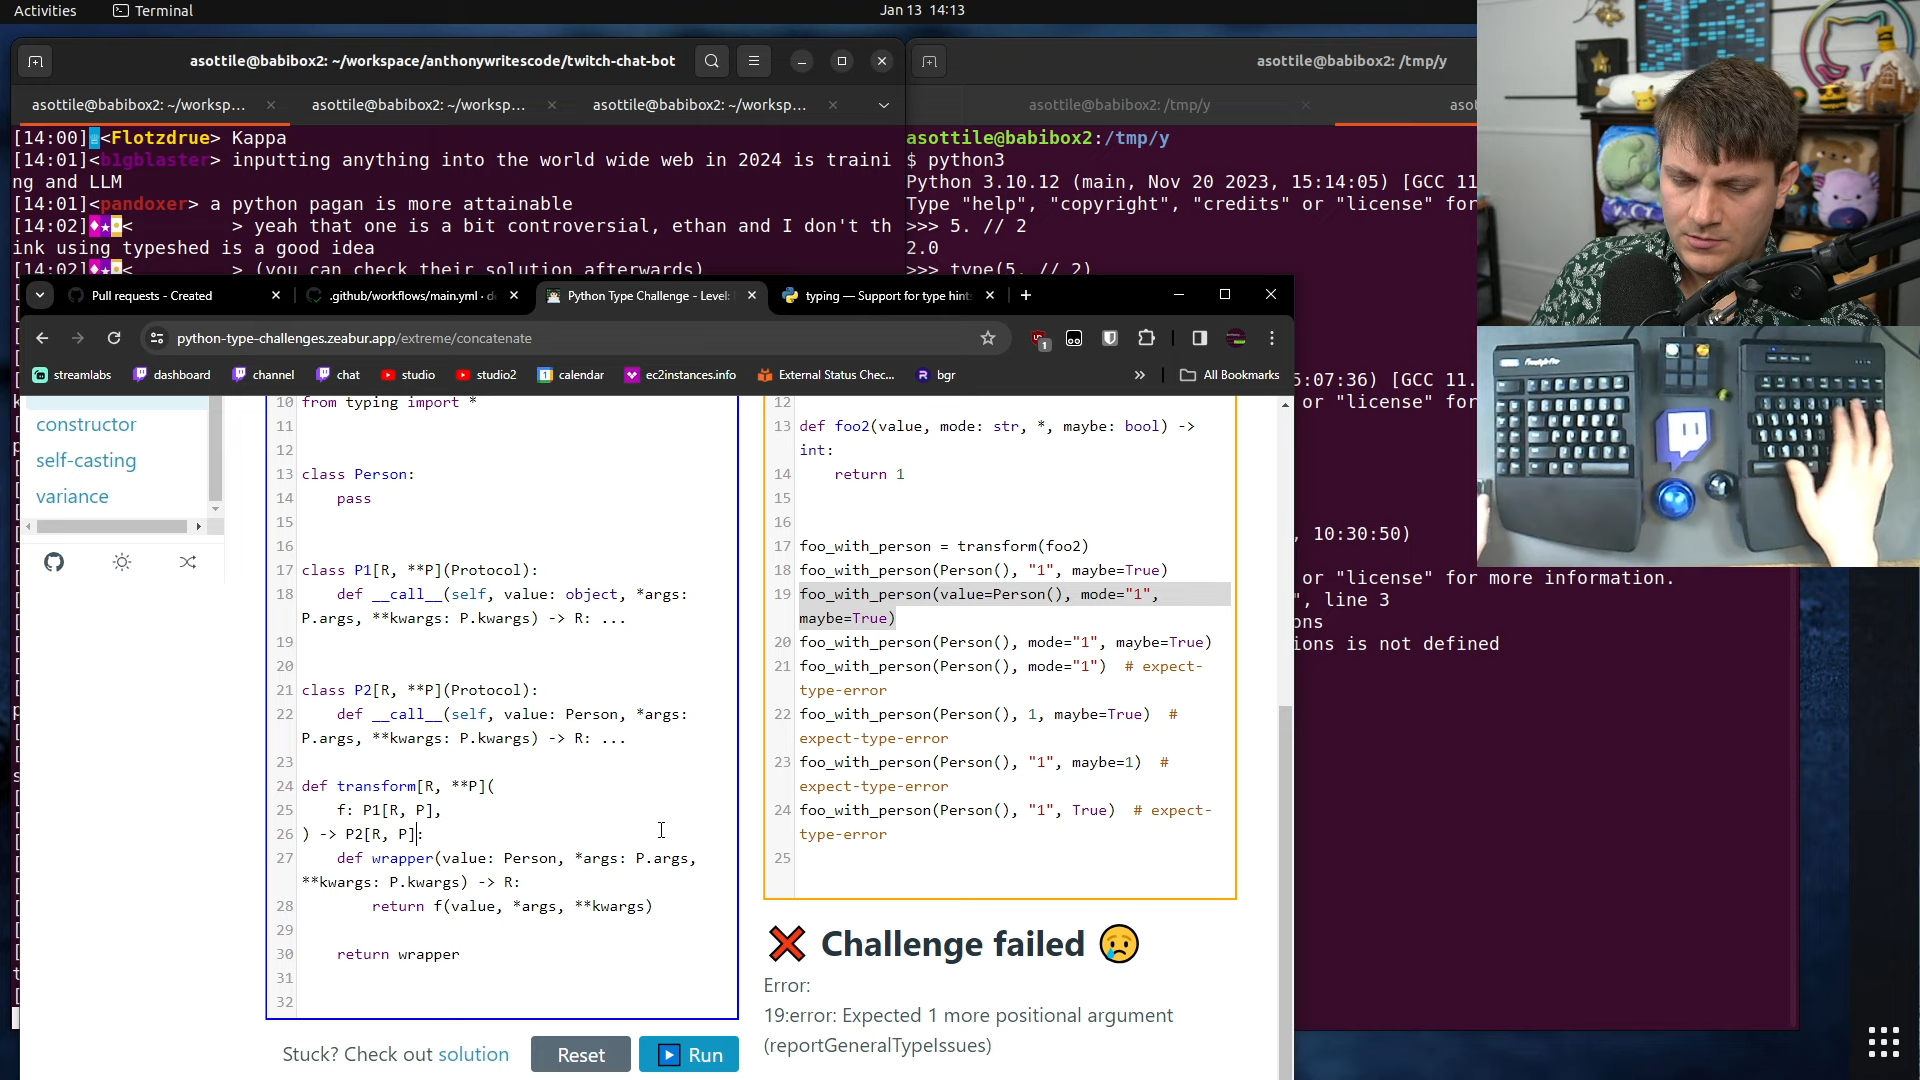 Activities
Terminal
Jan 13 14:13
asottile@babibox2: ~/workspace/anthonywritescode/twitch-chat-bot
asottile@babibox2: /tmp/y
asottile@babibox2: ~/worksp...
asottile@babibox2: ~/worksp...
asottile@babibox2: ~/worksp...
asottile@babibox2: /tmp/y
[14:00]<Flotzdrue> Kappa
[14:01]<b1gblaster> inputting anything into the world wide web in 2024 is traini
ng and LLM
[14:01]<pandoxer> a python pagan is more attainable
[14:02]< > yeah that one is a bit controversial, ethan and I don't th
ink using typeshed is a good idea
[14:02]< > (you can check their solution afterwards)
asottile@babibox2:/tmp/y
$ python3
Python 3.10.12 (main, Nov 20 2023, 15:14:05) [GCC 11
Type "help", "copyright", "credits" or "license" for
>>> 5. // 2
2.0
>>> type(5. // 2)
5:07:36) [GCC 11.
or "license" for
, 10:30:50)
or "license" for more information.
", line 3
ons
ions is not defined
Pull requests - Created
.github/workflows/main.yml · d
Python Type Challenge - Level:
typing — Support for type hint
python-type-challenges.zeabur.app/extreme/concatenate
1
streamlabs
dashboard
channel
chat
studio
studio2
calendar
ec2instances.info
External Status Chec...
bgr
»
All Bookmarks
constructor
self-casting
variance
10 from typing import *
11
12
13 class Person:
14 pass
15
16
17 class P1[R, **P](Protocol):
18 def __call__(self, value: object, *args:
P.args, **kwargs: P.kwargs) -> R: ...
19
20
21 class P2[R, **P](Protocol):
22 def __call__(self, value: Person, *args:
P.args, **kwargs: P.kwargs) -> R: ...
23
24 def transform[R, **P](
25 f: P1[R, P],
26 ) -> P2[R, P]:
27 def wrapper(value: Person, *args: P.args,
**kwargs: P.kwargs) -> R:
28 return f(value, *args, **kwargs)
29
30 return wrapper
31
32
12
13 def foo2(value, mode: str, *, maybe: bool) ->
int:
14 return 1
15
16
17 foo_with_person = transform(foo2)
18 foo_with_person(Person(), "1", maybe=True)
19 foo_with_person(value=Person(), mode="1",
maybe=True)
20 foo_with_person(Person(), mode="1", maybe=True)
21 foo_with_person(Person(), mode="1") # expect-
type-error
22 foo_with_person(Person(), 1, maybe=True) #
expect-type-error
23 foo_with_person(Person(), "1", maybe=1) #
expect-type-error
24 foo_with_person(Person(), "1", True) # expect-
type-error
25
Challenge failed
Error:
19:error: Expected 1 more positional argument
(reportGeneralTypeIssues)
Stuck? Check out solution
Reset
Run